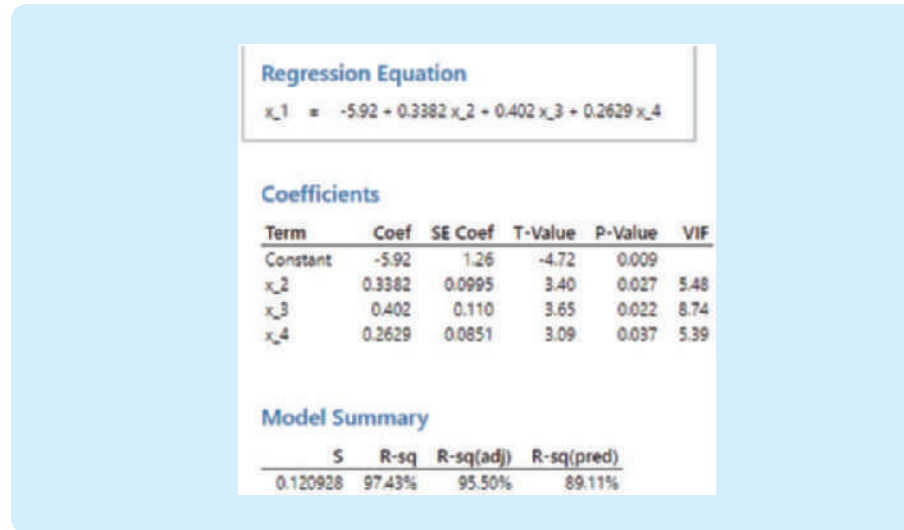 Regression Equation
x_1 = -5.92 + 0.3382 x_2 + 0.402 x_3 + 0.2629 x_4
Coefficients
Term Coef SE Coef T-Value P-Value VIF
Constant -5.92 1.26 -4.72 0.009
x_2 0.3382 0.0995 3.40 0.027 5.48
x_3 0.402 0.110 3.65 0.022 8.74
x_4 0.2629 0.0851 3.09 0.037 5.39
Model Summary
S R-sq R-sq(adj) R-sq(pred)
0.120928 97.43% 95.50% 89.11%